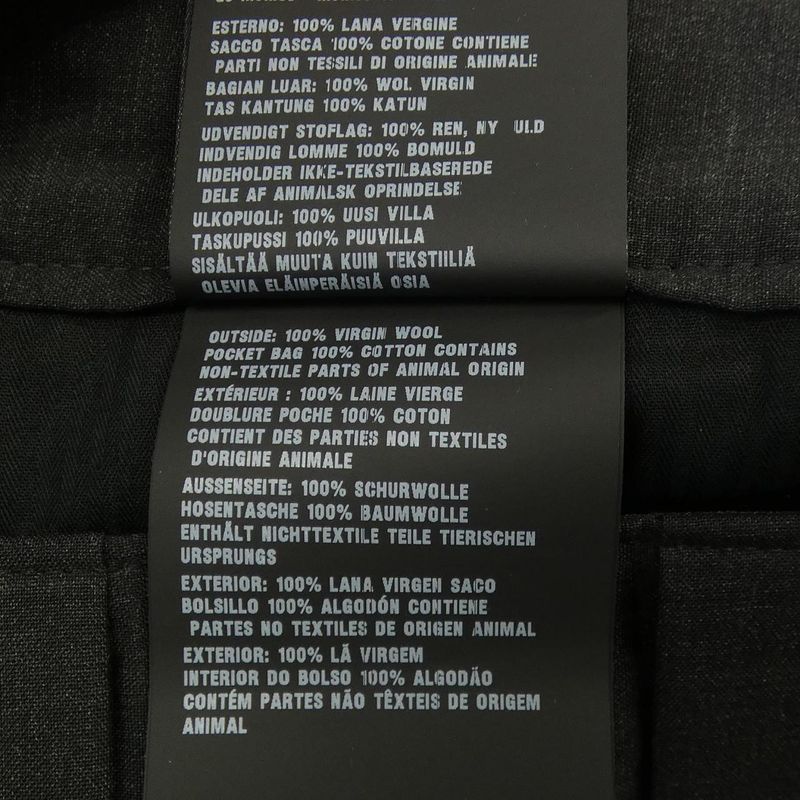 ESTERNO: 100% LANA VERGINE
SACCO TASCA 100% COTONE CONTIENE
PARTI NON TESSILI DI ORIGINE ANIMALE
BAGIAN LUAR: 100% WOL VIRGIN
TAS KANTUNG 100% KATUN
UDVENDIGT STOFLAG: 100% REN, NY ULD
INDVENDIG LOMME 100% BOMULD
INDEHOLDER IKKE-TEKSTILBASEREDE
DELE AF ANIMALSK OPRINDELSE
ULKOPUOLI: 100% UUSI VILLA
TASKUPUSSI 100% PUUVILLA
SISÄLTÄÄ MUUTA KUIN TEKSTIILIÄ
OLEVIA ELÄINPERÄISIÄ OSIA
OUTSIDE: 100% VIRGIN WOOL
POCKET BAG 100% COTTON CONTAINS
NON-TEXTILE PARTS OF ANIMAL ORIGIN
EXTÉRIEUR : 100% LAINE VIERGE
DOUBLURE POCHE 100% COTON
CONTIENT DES PARTIES NON TEXTILES
D'ORIGINE ANIMALE
AUSSENSEITE: 100% SCHURWOLLE
HOSENTASCHE 100% BAUMWOLLE
ENTHÄLT NICHTTEXTILE TEILE TIERISCHEN
URSPRUNGS
EXTERIOR: 100% LANA VIRGEN SACO
BOLSILLO 100% ALGODÓN CONTIENE
PARTES NO TEXTILES DE ORIGEN ANIMAL
EXTERIOR: 100% LÃ VIRGEM
INTERIOR DO BOLSO 100% ALGODÃO
CONTÉM PARTES NÃO TÊXTEIS DE ORIGEM
ANIMAL